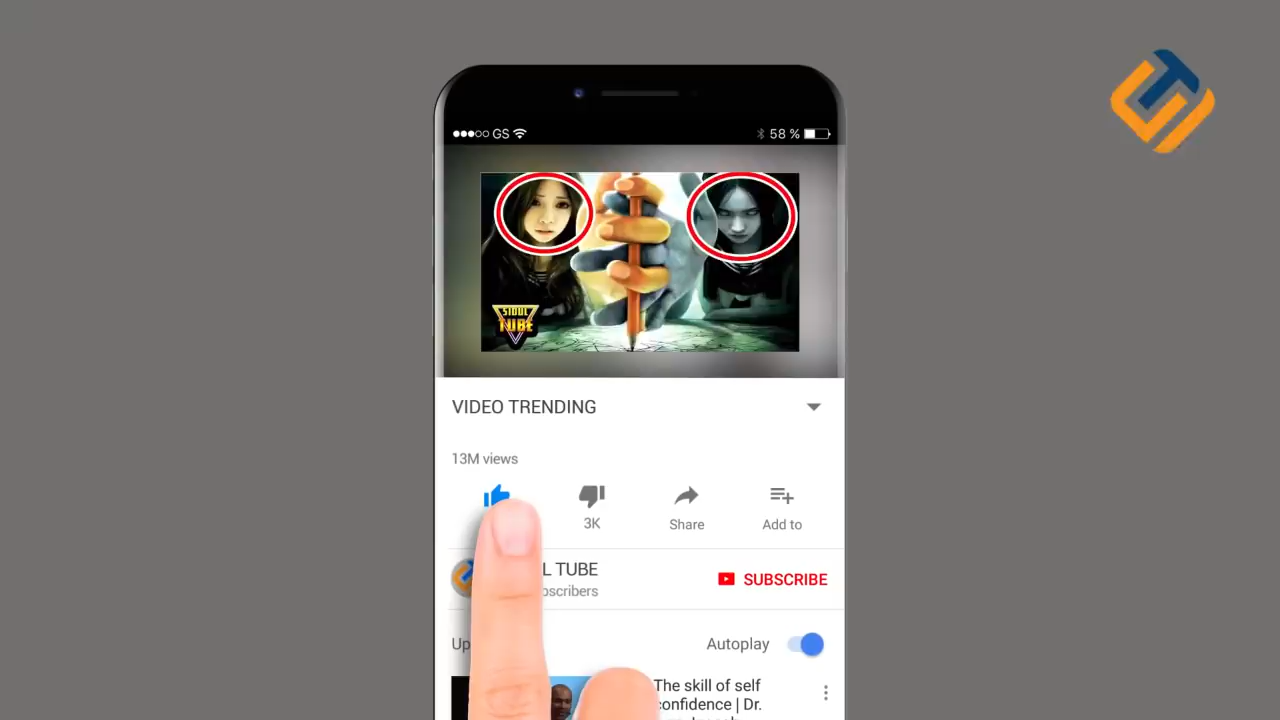 GS
58 %
SIDUL
TUBE
VIDEO TRENDING
13M views
3K
Share
Add to
L TUBE
bscribers
SUBSCRIBE
Up
Autoplay
The skill of self
confidence | Dr.